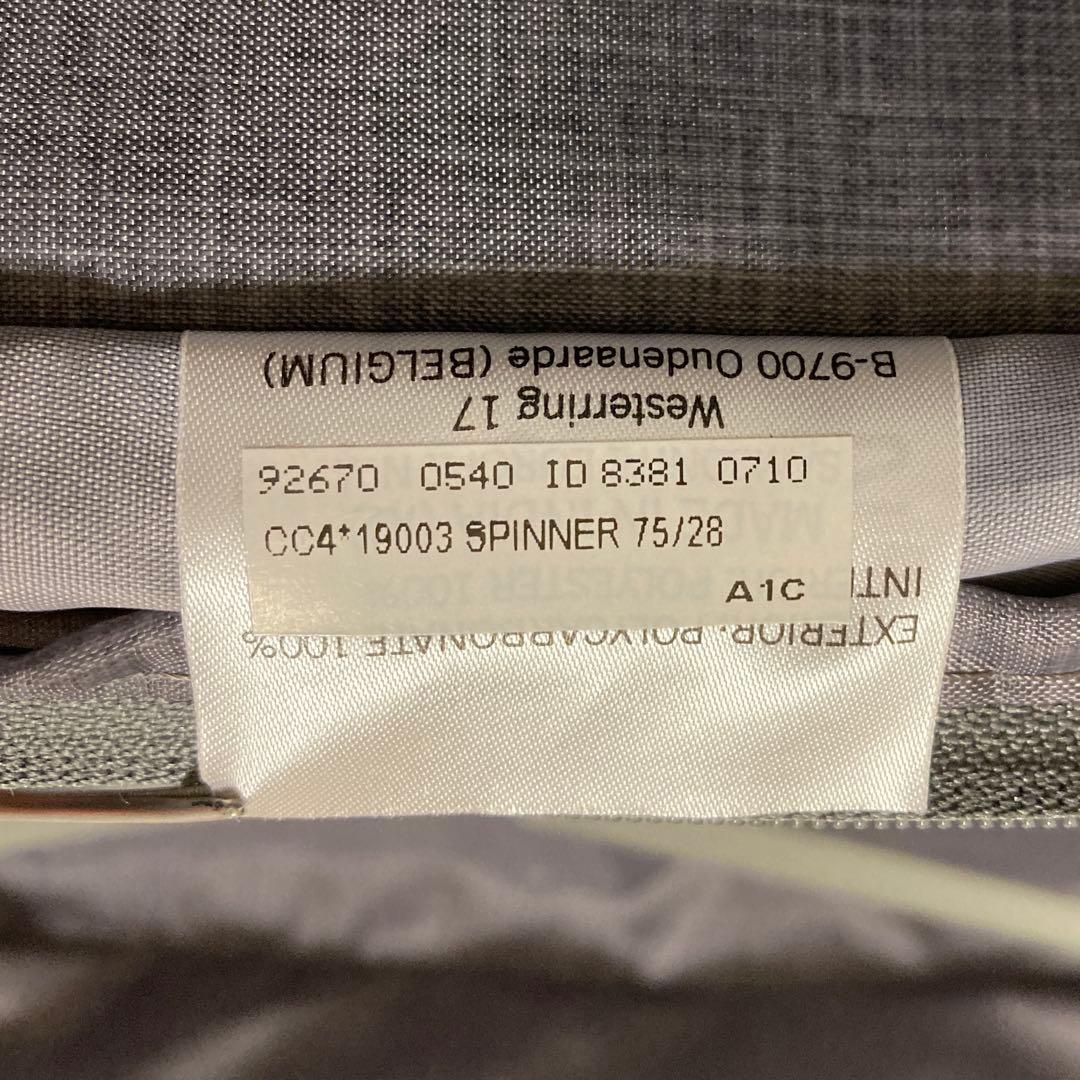 92670 0540 ID 8381 0710
CC4*19003 SPINNER 75/28
A1C
EXTERIOR: POLYCARBONATE 100%
Westerring 17
B-9700 Oudenaarde (BELGIUM)